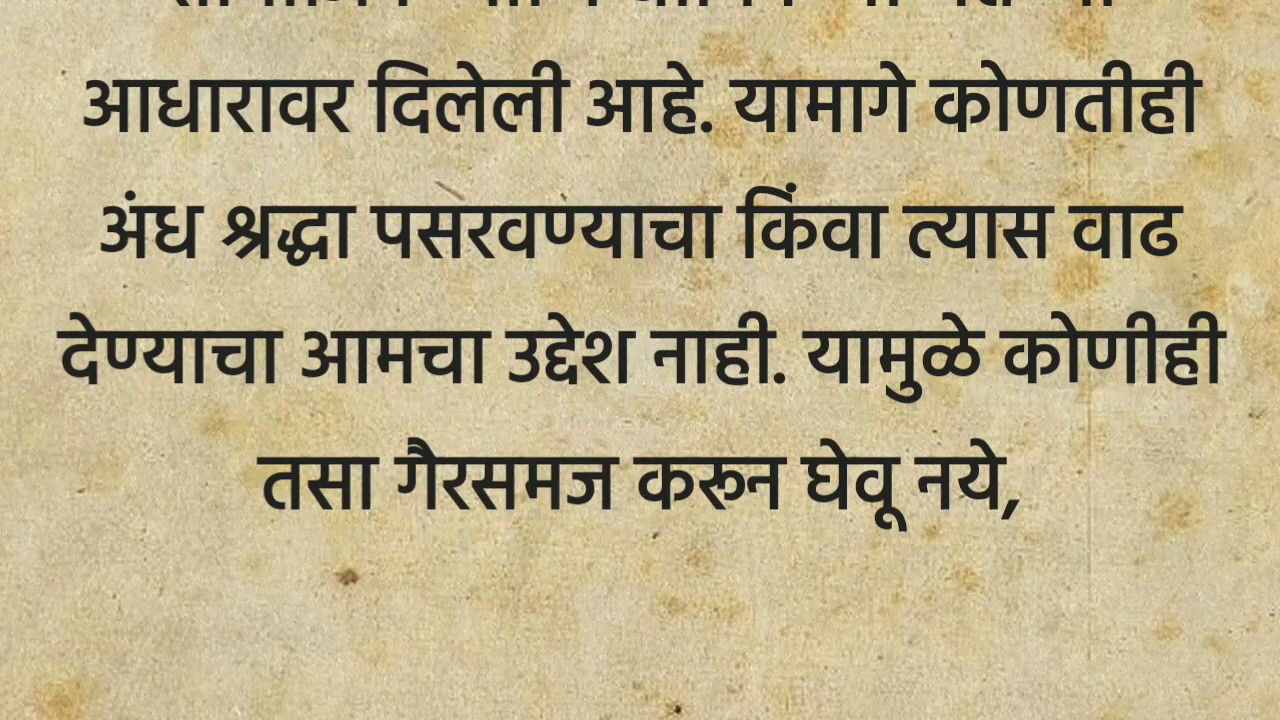 आधारावर दिलेली आहे. यामागे कोणतीही
अंध श्रद्धा पसरवण्याचा किंवा त्यास वाढ
देण्याचा आमचा उद्देश नाही. यामुळे कोणीही
तसा गैरसमज करून घेवू नये,